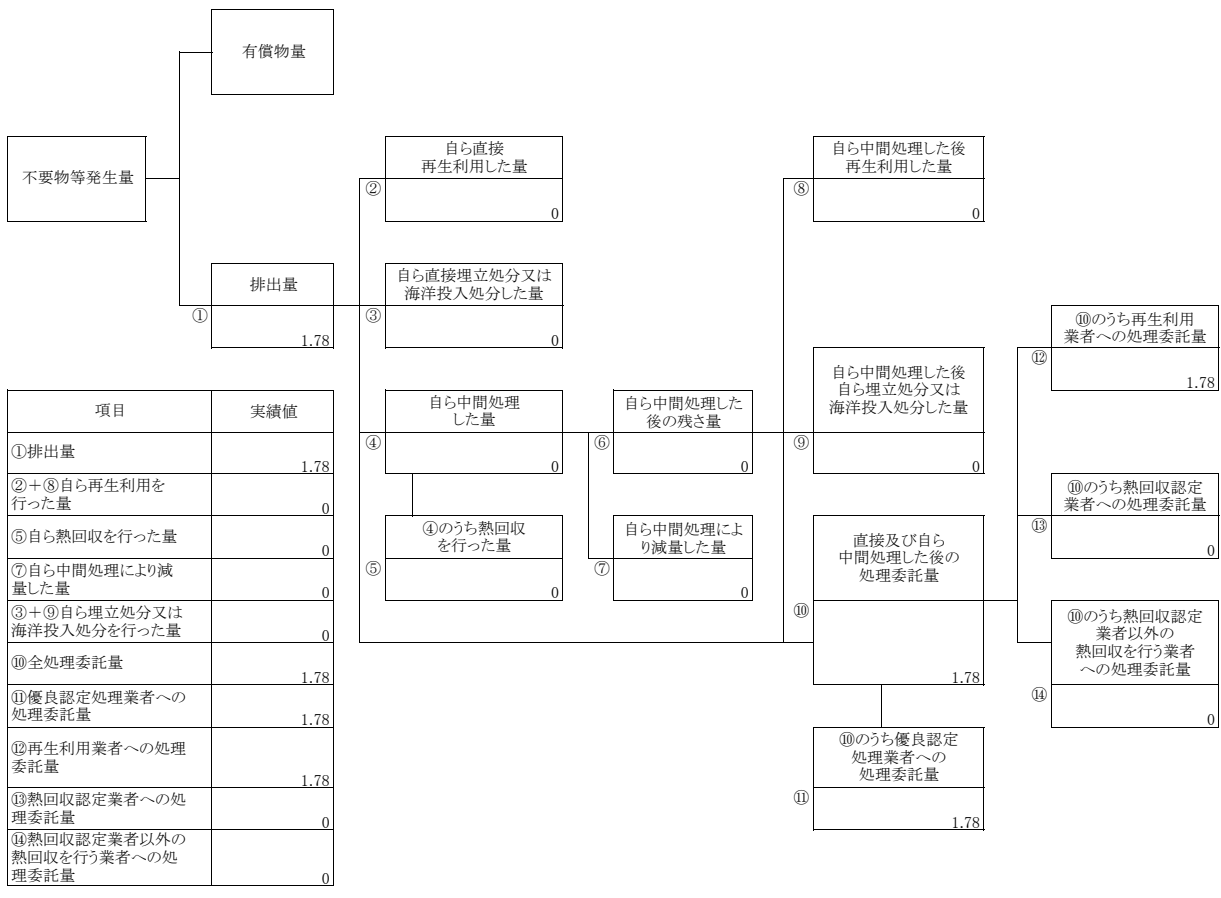 有償物量
不要物等発生量
自ら直接
再生利用した量
②
0
自ら中間処理した後
再生利用した量
⑧
0
排出量
①
1.78
自ら直接埋立処分又は
海洋投入処分した量
③
0
⑩のうち再生利用
業者への処理委託量
⑫
1.78
自ら中間処理
した量
④
0
自ら中間処理した
後の残さ量
⑥
0
自ら中間処理した後
自ら埋立処分又は
海洋投入処分した量
⑨
0
⑩のうち熱回収認定
業者への処理委託量
⑬
0
④のうち熱回収
を行った量
⑤
0
自ら中間処理によ
り減量した量
⑦
0
直接及び自ら
中間処理した後の
処理委託量
⑩
1.78
⑩のうち熱回収認定
業者以外の
熱回収を行う業者
への処理委託量
⑭
0
⑩のうち優良認定
処理業者への
処理委託量
⑪
1.78
項目 実績値
①排出量
1.78
②+⑧自ら再生利用を
行った量
0
⑤自ら熱回収を行った量
0
⑦自ら中間処理により減
量した量
0
③+⑨自ら埋立処分又は
海洋投入処分を行った量
0
⑩全処理委託量
1.78
⑪優良認定処理業者への
処理委託量
1.78
⑫再生利用業者への処理
委託量
1.78
⑬熱回収認定業者への処
理委託量
0
⑭熱回収認定業者以外の
熱回収を行う業者への処
理委託量
0